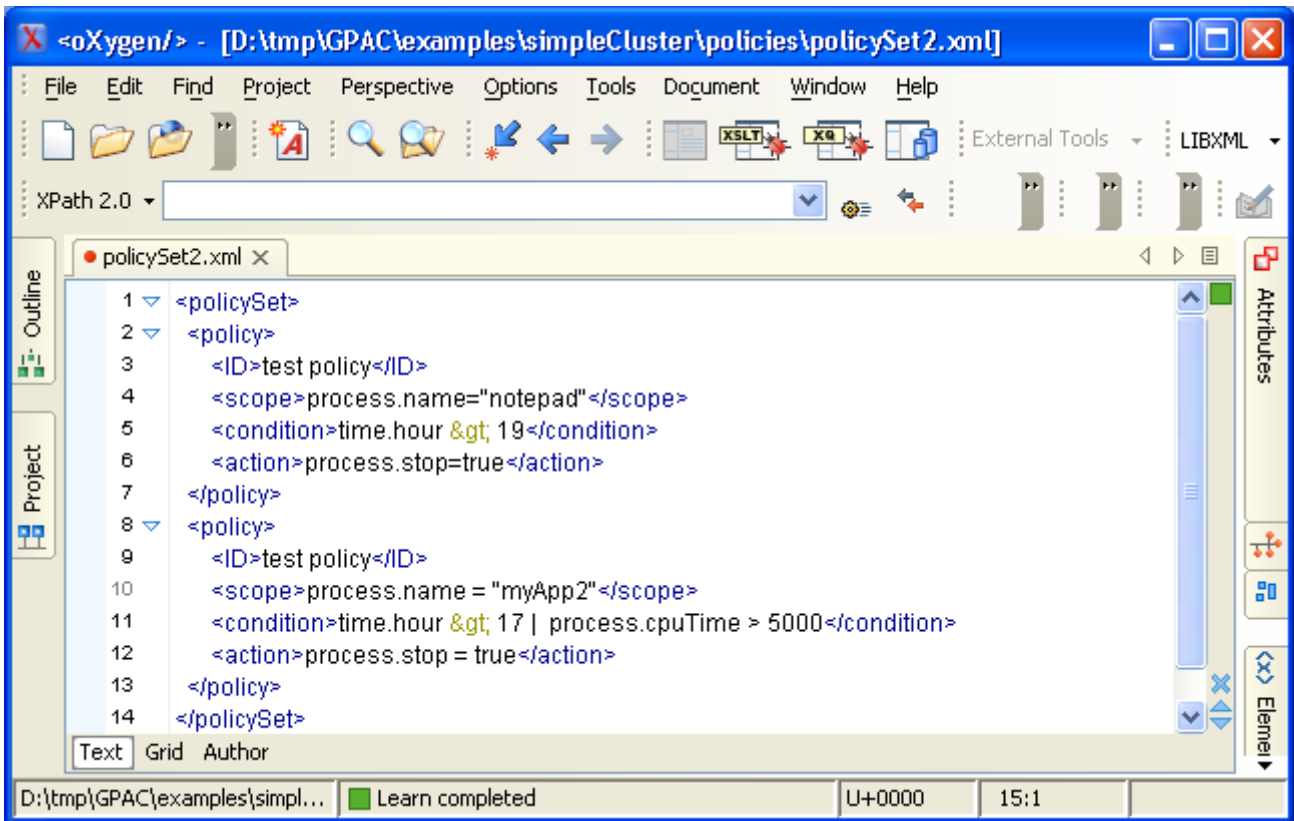 <oXygen/> - [D:\tmp\GPAC\examples\simpleCluster\policies\policySet2.xml]
File Edit Find Project Perspective Options Tools Document Window Help
XSLT XQ External Tools LIBXML
XPath 2.0
policySet2.xml
Outline
Project
Attributes
Elemei
1 <policySet>
2 <policy>
3 <ID>test policy</ID>
4 <scope>process.name="notepad"</scope>
5 <condition>time.hour &gt; 19</condition>
6 <action>process.stop=true</action>
7 </policy>
8 <policy>
9 <ID>test policy</ID>
10 <scope>process.name = "myApp2"</scope>
11 <condition>time.hour &gt; 17 | process.cpuTime > 5000</condition>
12 <action>process.stop = true</action>
13 </policy>
14 </policySet>
Text Grid Author
D:\tmp\GPAC\examples\simpl... Learn completed U+0000 15:1